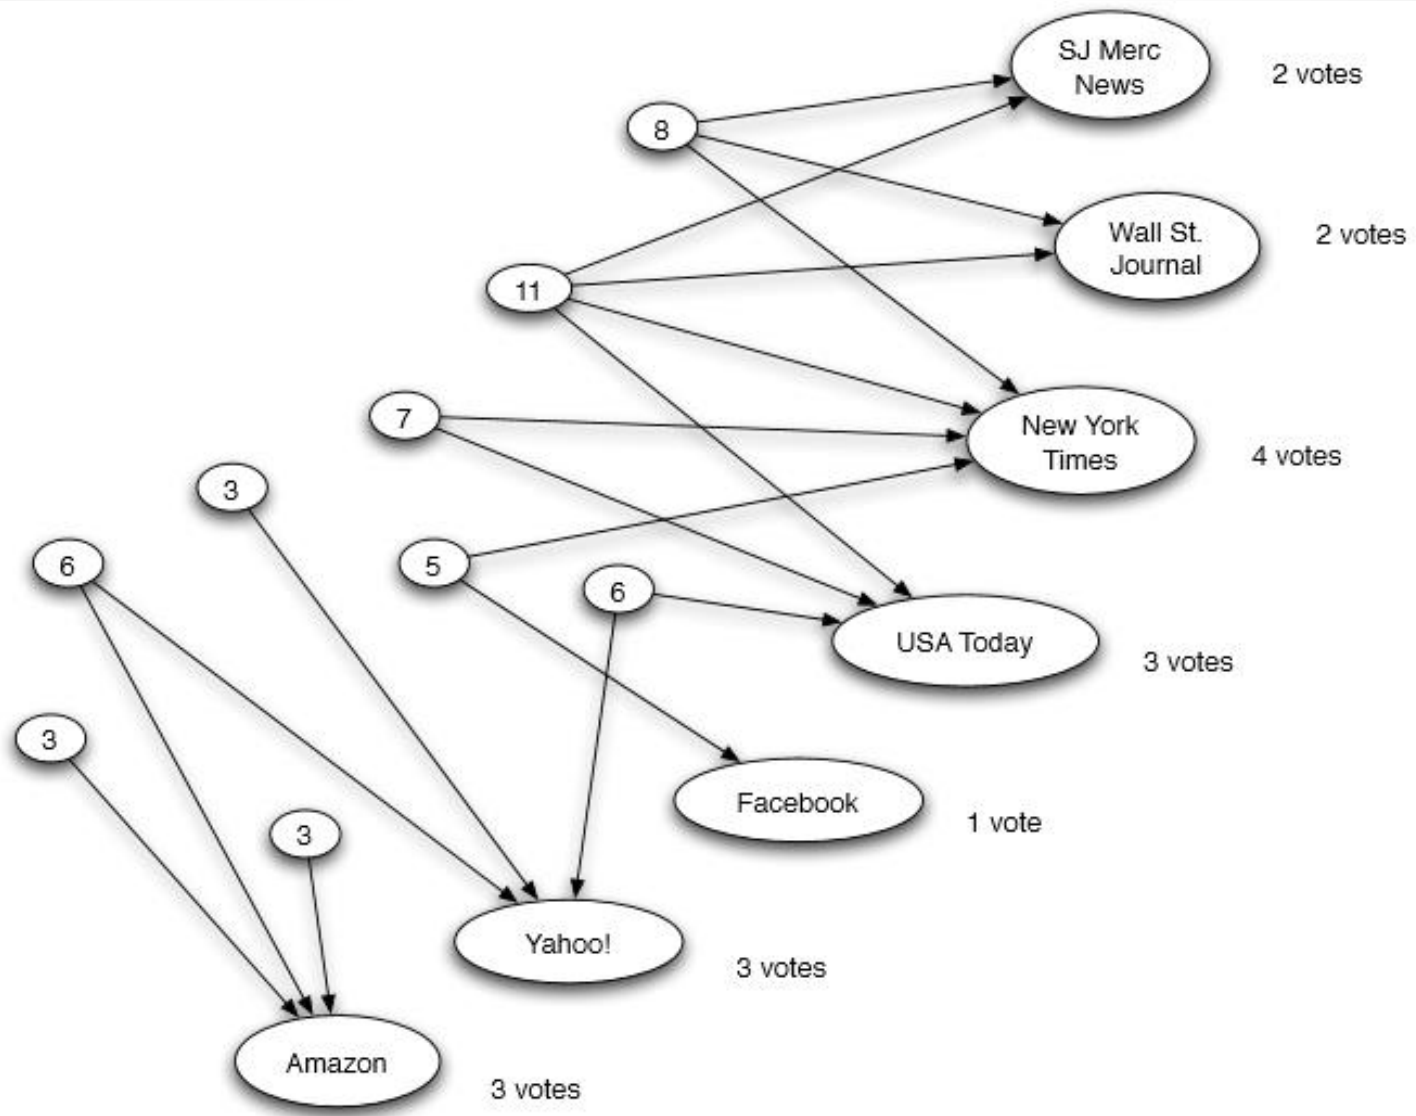 SJ Merc
News
2 votes
8
Wall St.
Journal
2 votes
11
7
New York
Times
4 votes
3
6
5
6
USA Today
3 votes
3
Facebook
1 vote
3
Yahoo!
3 votes
Amazon
3 votes